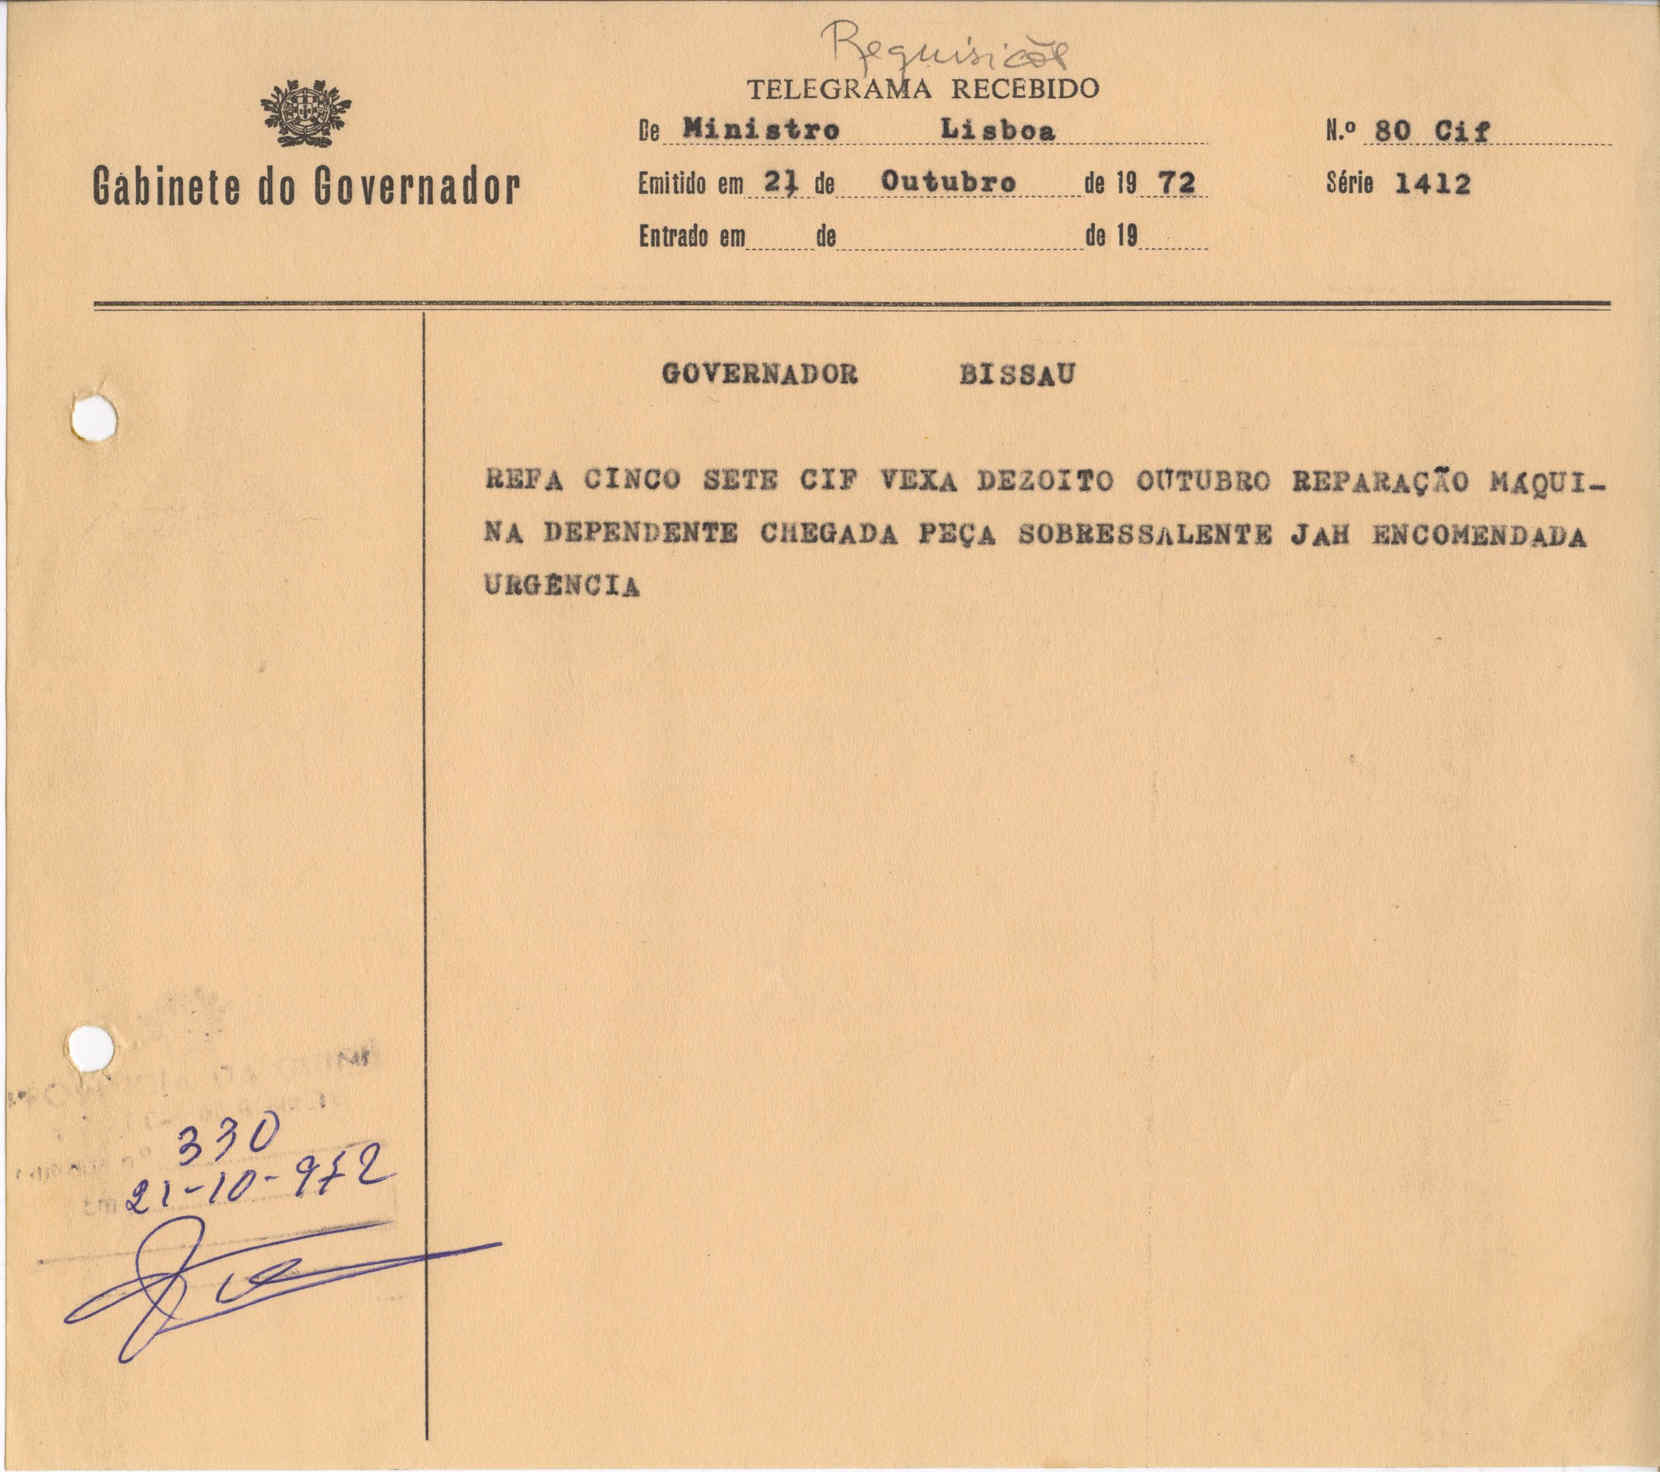 Requisição
TELEGRAMA RECEBIDO
De Ministro Lisboa N.º 80 Cif
Gabinete do Governador
Emitido em 21 de Outubro de 19 72 Série 1412
Entrado em de de 19
GOVERNADOR BISSAU
REFA CINCO SETE CIF VEXA DEZOITO OUTUBRO REPARAÇÃO MÁQUI-
NA DEPENDENTE CHEGADA PEÇA SOBRESSALENTE JAH ENCOMENDADA
URGÊNCIA
330
21-10-972